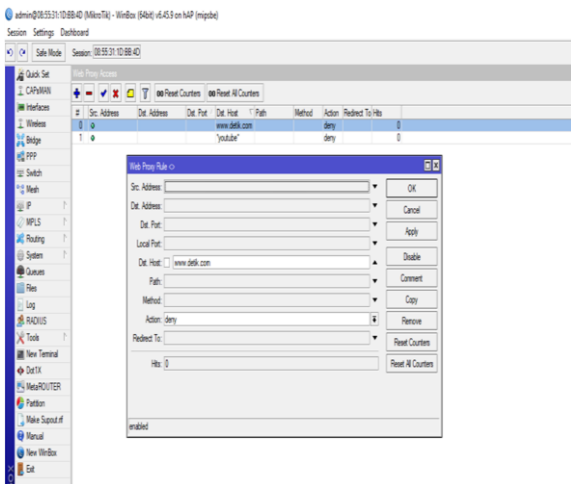 admin@08:55:31:1D:BB:4D (MikroTik) - WinBox (64bit) v6.45.9 on hAP (mipsbe)
Session Settings Dashboard
Safe Mode Session: 08:55:31:1D:BB:4D
Quick Set
CAPsMAN
Interfaces
Wireless
Bridge
PPP
Switch
Mesh
IP
MPLS
Routing
System
Queues
Files
Log
RADIUS
Tools
New Terminal
Dot1X
MetaROUTER
Partition
Make Supout.rif
Manual
New WinBox
Exit
Web Proxy Access
Reset Counters Reset All Counters
# Src. Address Dst. Address Dst. Port Dst. Host Path Method Action Redirect To Hits
0 www.detik.com deny 0
1 *youtube* deny 0
Web Proxy Rule <>
Src. Address:
Dst. Address:
Dst. Port:
Local Port:
Dst. Host: www.detik.com
Path:
Method:
Action: deny
Redirect To:
Hits: 0
enabled
OK
Cancel
Apply
Disable
Comment
Copy
Remove
Reset Counters
Reset All Counters